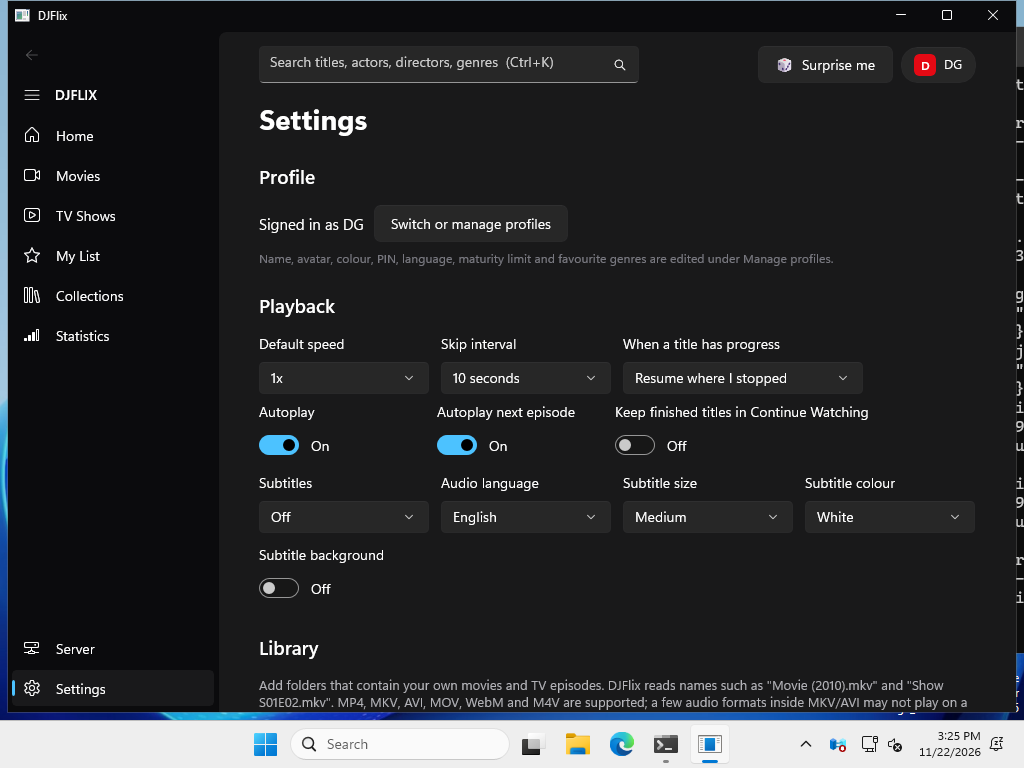 DJFlix
Search titles, actors, directors, genres (Ctrl+K)
Surprise me
D
DG
DJFLIX
Home
Movies
TV Shows
My List
Collections
Statistics
Server
Settings
Settings
Profile
Signed in as DG
Switch or manage profiles
Name, avatar, colour, PIN, language, maturity limit and favourite genres are edited under Manage profiles.
Playback
Default speed
Skip interval
When a title has progress
1x
10 seconds
Resume where I stopped
Autoplay
Autoplay next episode
Keep finished titles in Continue Watching
On
On
Off
Subtitles
Audio language
Subtitle size
Subtitle colour
Off
English
Medium
White
Subtitle background
Off
Library
Add folders that contain your own movies and TV episodes. DJFlix reads names such as "Movie (2010).mkv" and "Show
S01E02.mkv". MP4, MKV, AVI, MOV, WebM and M4V are supported; a few audio formats inside MKV/AVI may not play on a
Search
3:25 PM
11/22/2026